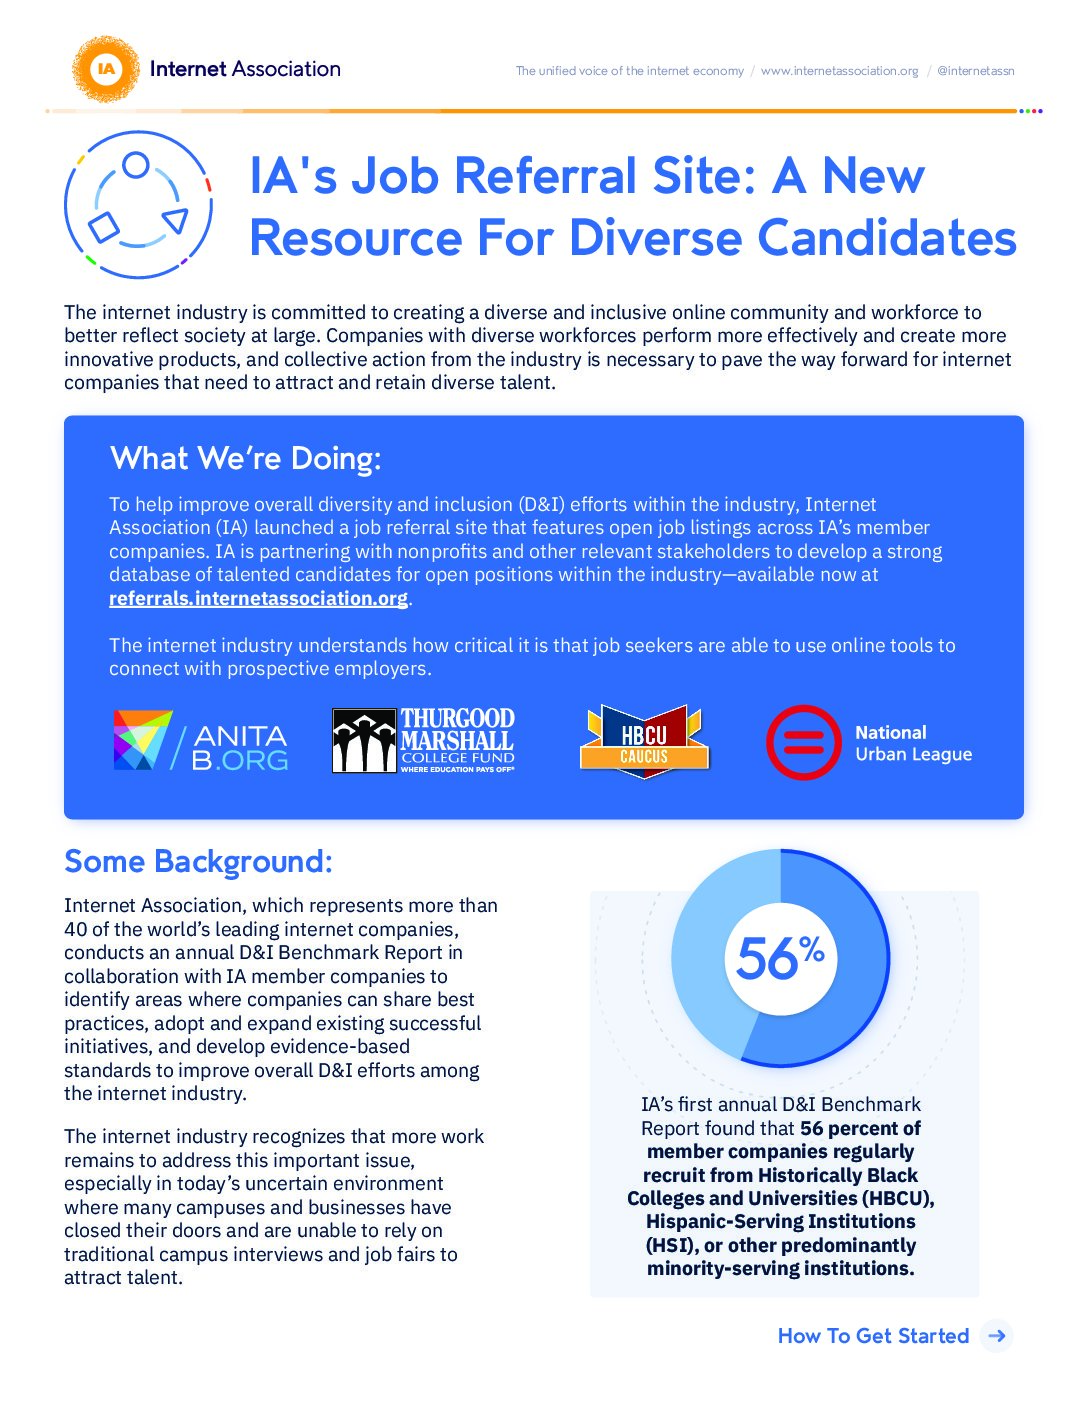 IA
Internet Association
The unified voice of the internet economy / www.internetassociation.org / @internetassn
IA's Job Referral Site: A New
Resource For Diverse Candidates
The internet industry is committed to creating a diverse and inclusive online community and workforce to
better reflect society at large. Companies with diverse workforces perform more effectively and create more
innovative products, and collective action from the industry is necessary to pave the way forward for internet
companies that need to attract and retain diverse talent.
What We’re Doing:
To help improve overall diversity and inclusion (D&I) efforts within the industry, Internet
Association (IA) launched a job referral site that features open job listings across IA’s member
companies. IA is partnering with nonprofits and other relevant stakeholders to develop a strong
database of talented candidates for open positions within the industry—available now at
referrals.internetassociation.org.
The internet industry understands how critical it is that job seekers are able to use online tools to
connect with prospective employers.
ANITA
B.ORG
THURGOOD
MARSHALL
COLLEGE FUND
WHERE EDUCATION PAYS OFF®
HBCU
CAUCUS
National
Urban League
Some Background:
Internet Association, which represents more than
40 of the world’s leading internet companies,
conducts an annual D&I Benchmark Report in
collaboration with IA member companies to
identify areas where companies can share best
practices, adopt and expand existing successful
initiatives, and develop evidence-based
standards to improve overall D&I efforts among
the internet industry.
The internet industry recognizes that more work
remains to address this important issue,
especially in today’s uncertain environment
where many campuses and businesses have
closed their doors and are unable to rely on
traditional campus interviews and job fairs to
attract talent.
56%
IA’s first annual D&I Benchmark
Report found that 56 percent of
member companies regularly
recruit from Historically Black
Colleges and Universities (HBCU),
Hispanic-Serving Institutions
(HSI), or other predominantly
minority-serving institutions.
How To Get Started